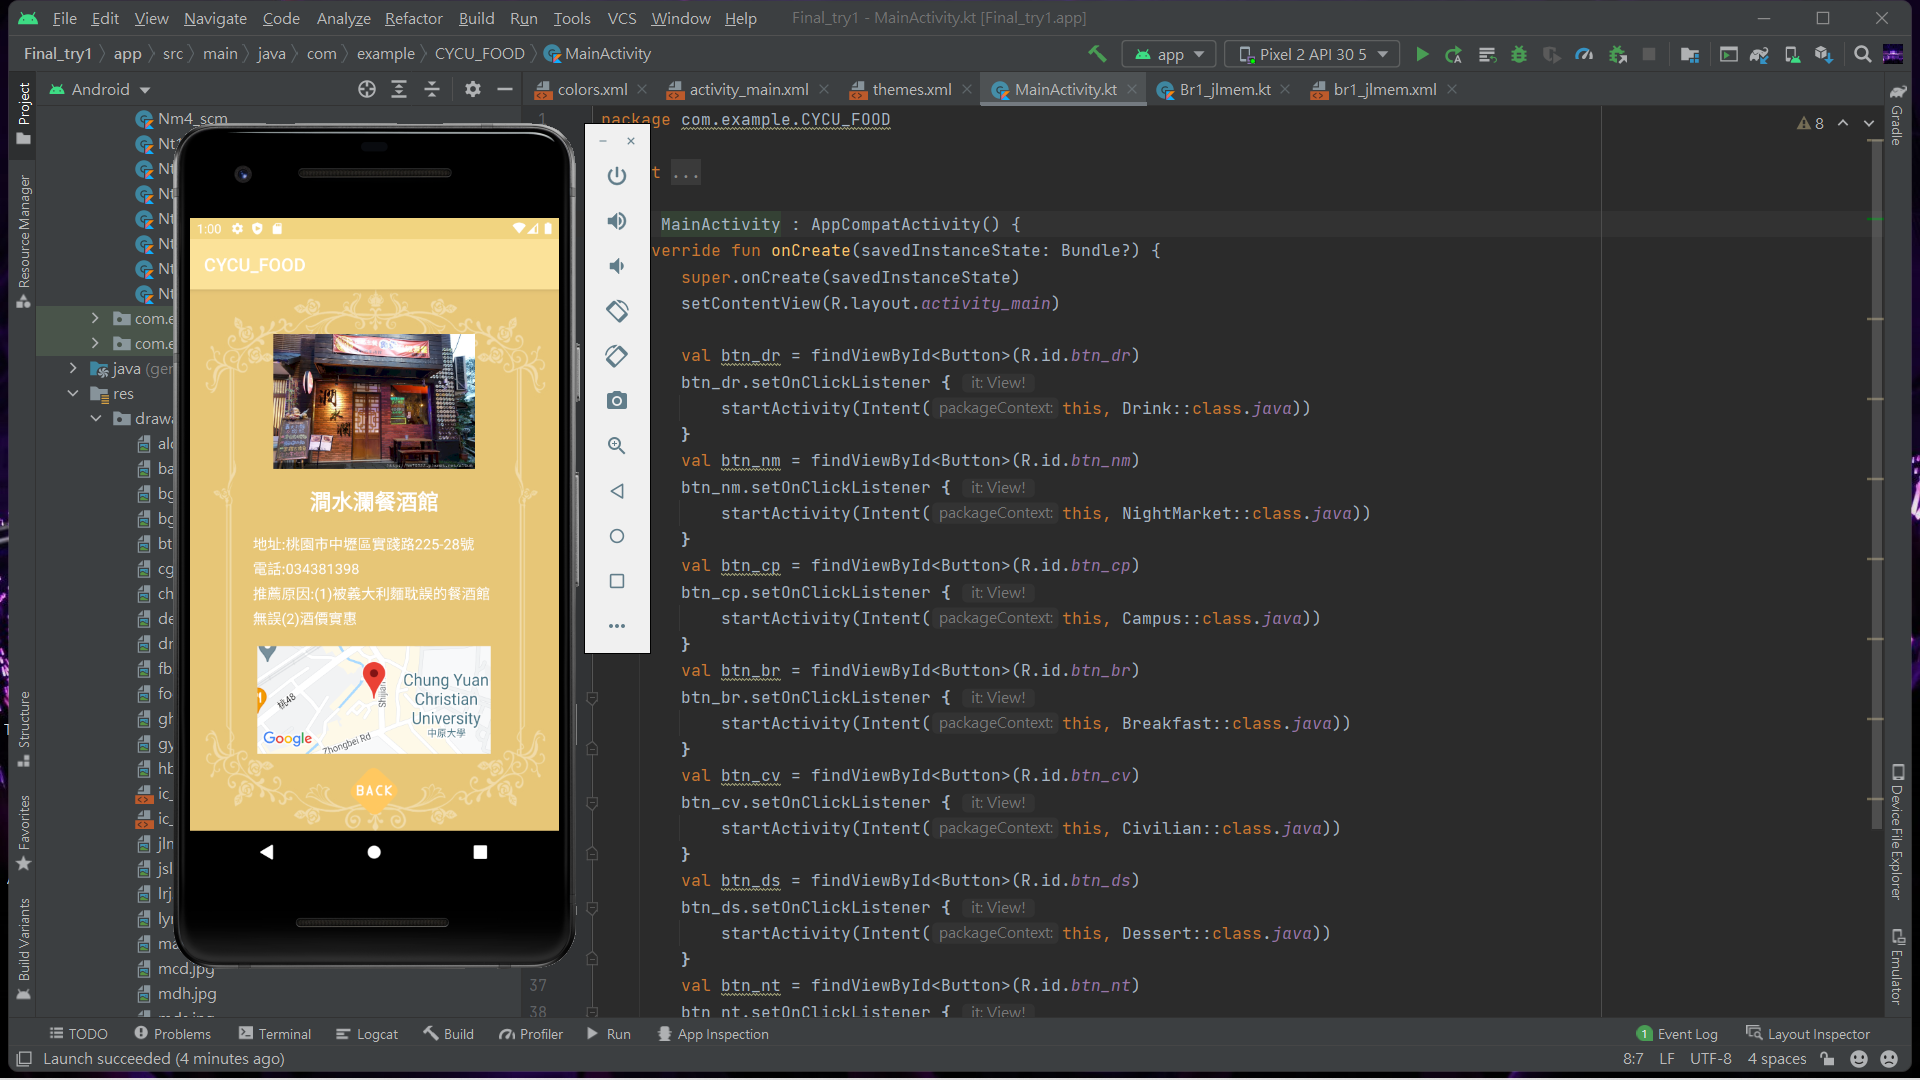 File Edit View Navigate Code Analyze Refactor Build Run Tools VCS Window Help Final_try1 - MainActivity.kt [Final_try1.app]
Final_try1 app src main java com example CYCU_FOOD MainActivity app Pixel 2 API 30 5
Android colors.xml activity_main.xml themes.xml MainActivity.kt Br1_jlmem.kt br1_jlmem.xml
Project
Resource Manager
Structure
Favorites
Build Variants
Nm4_scm
Nt
Nt
Nt
Nt
Nt
Nt
Nt
com.e
com.e
java (ger
res
drawa
alc
ba
bg
bg
bt
cg
ch
de
dr
fb
fo
gh
gy
hb
ic_
ic_
jln
jsl
lrj
lyr
ma
mcd.jpg
mdh.jpg
1:00
CYCU_FOOD
澗水瀾餐酒館
地址:桃園市中壢區實踐路225-28號
電話:034381398
推薦原因:(1)被義大利麵耽誤的餐酒館
無誤(2)酒價實惠
桃48
Chung Yuan
Christian
University
中原大學
Zhongbei Rd
Google
BACK
1
package com.example.CYCU_FOOD
t ...
8
MainActivity : AppCompatActivity() {
verride fun onCreate(savedInstanceState: Bundle?) {
super.onCreate(savedInstanceState)
setContentView(R.layout.activity_main)
val btn_dr = findViewById<Button>(R.id.btn_dr)
btn_dr.setOnClickListener { it: View!
startActivity(Intent( packageContext: this, Drink::class.java))
}
val btn_nm = findViewById<Button>(R.id.btn_nm)
btn_nm.setOnClickListener { it: View!
startActivity(Intent( packageContext: this, NightMarket::class.java))
}
val btn_cp = findViewById<Button>(R.id.btn_cp)
btn_cp.setOnClickListener { it: View!
startActivity(Intent( packageContext: this, Campus::class.java))
}
val btn_br = findViewById<Button>(R.id.btn_br)
btn_br.setOnClickListener { it: View!
startActivity(Intent( packageContext: this, Breakfast::class.java))
}
val btn_cv = findViewById<Button>(R.id.btn_cv)
btn_cv.setOnClickListener { it: View!
startActivity(Intent( packageContext: this, Civilian::class.java))
}
val btn_ds = findViewById<Button>(R.id.btn_ds)
btn_ds.setOnClickListener { it: View!
startActivity(Intent( packageContext: this, Dessert::class.java))
}
37 val btn_nt = findViewById<Button>(R.id.btn_nt)
38 btn_nt.setOnClickListener { it: View!
Gradle
Device File Explorer
Emulator
TODO Problems Terminal Logcat Build Profiler Run App Inspection 1 Event Log Layout Inspector
Launch succeeded (4 minutes ago) 8:7 LF UTF-8 4 spaces